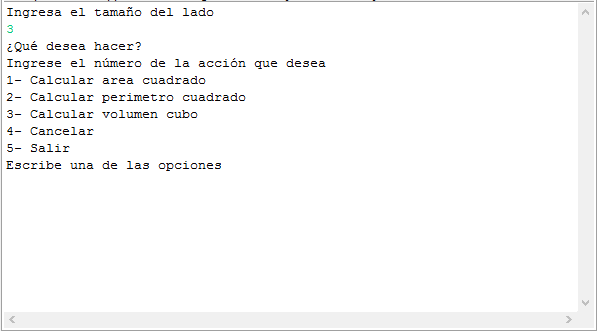 Ingresa el tamaño del lado
3
¿Qué desea hacer?
Ingrese el número de la acción que desea
1- Calcular area cuadrado
2- Calcular perimetro cuadrado
3- Calcular volumen cubo
4- Cancelar
5- Salir
Escribe una de las opciones